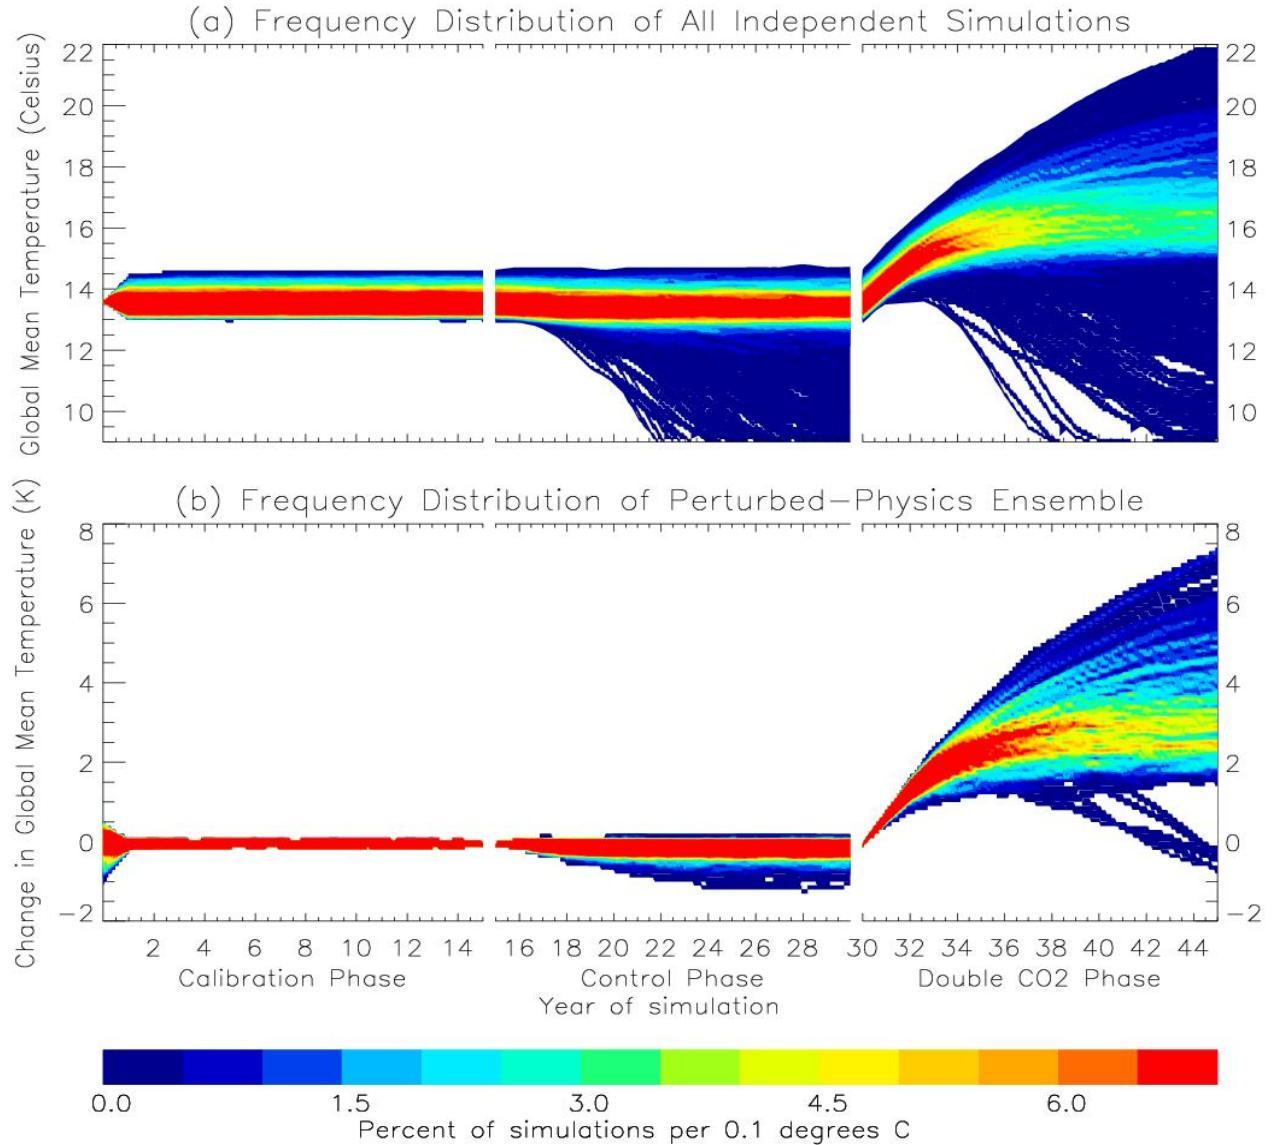 (a) Frequency Distribution of All Independent Simulations
Global Mean Temperature (Celsius)
22
20
18
16
14
12
10
22
20
18
16
14
12
10
(b) Frequency Distribution of Perturbed-Physics Ensemble
Change in Global Mean Temperature (K)
8
6
4
2
0
-2
8
6
4
2
0
-2
2 4 6 8 10 12 14 16 18 20 22 24 26 28 30 32 34 36 38 40 42 44
Calibration Phase Control Phase Double CO2 Phase
Year of simulation
0.0 1.5 3.0 4.5 6.0
Percent of simulations per 0.1 degrees C